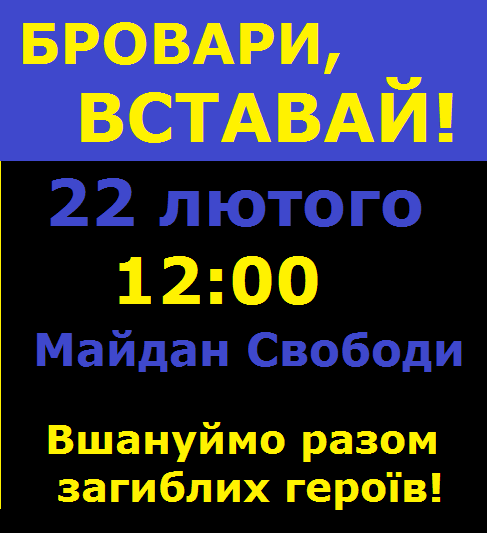 БРОВАРИ,
ВСТАВАЙ!
22 лютого
12:00
Майдан Свободи
Вшануймо разом
загиблих героїв!